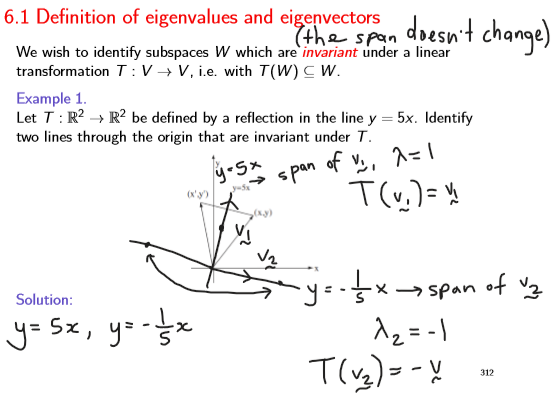 6.1 Definition of eigenvalues and eigenvectors
(the span doesn't change)
We wish to identify subspaces W which are invariant under a linear
transformation T : V → V, i.e. with T(W) ⊆ W.
Example 1.
Let T : ℝ² → ℝ² be defined by a reflection in the line y = 5x. Identify
two lines through the origin that are invariant under T.
y=5x → span of v₁, λ=1
T(v₁)=v₁
y
(x',y')
y=5x
(x,y)
v₁
v₂
x
y=-1/5 x → span of v₂
Solution:
y=5x, y=-1/5 x
λ₂=-1
T(v₂)=-v
312